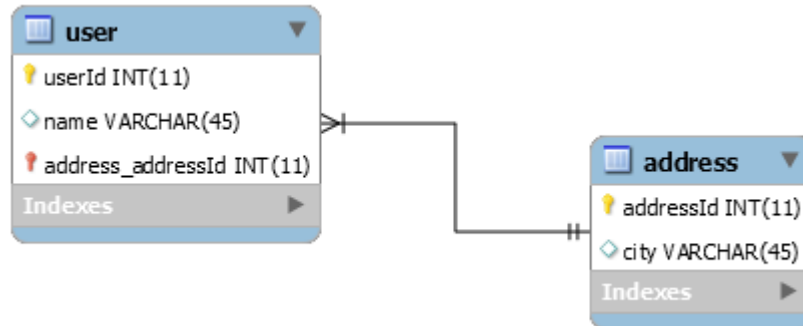 user
userId INT(11)
name VARCHAR(45)
address_addressId INT(11)
Indexes
address
addressId INT(11)
city VARCHAR(45)
Indexes